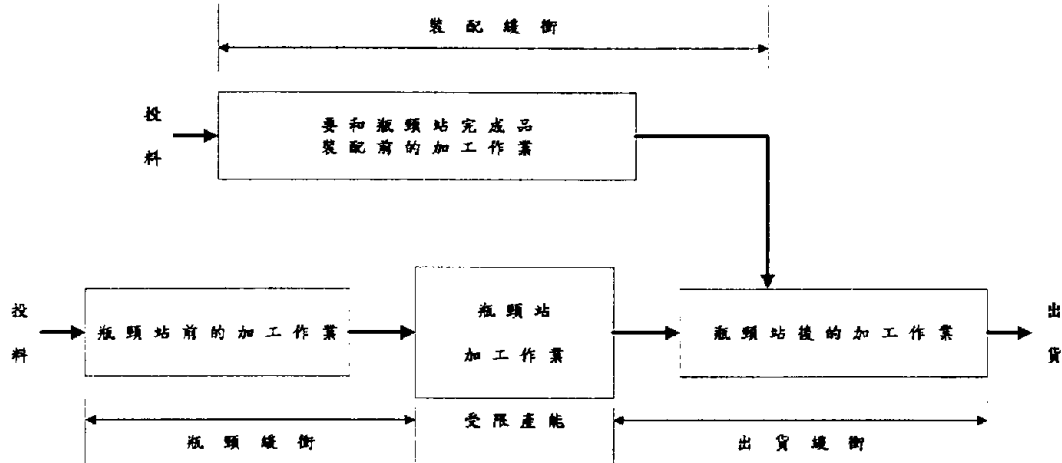 裝配緩衝
投料
要和瓶頸站完成品
裝配前的加工作業
投料
瓶頸站前的加工作業
瓶頸站
加工作業
瓶頸站後的加工作業
出貨
瓶頸緩衝
受限產能
出貨緩衝